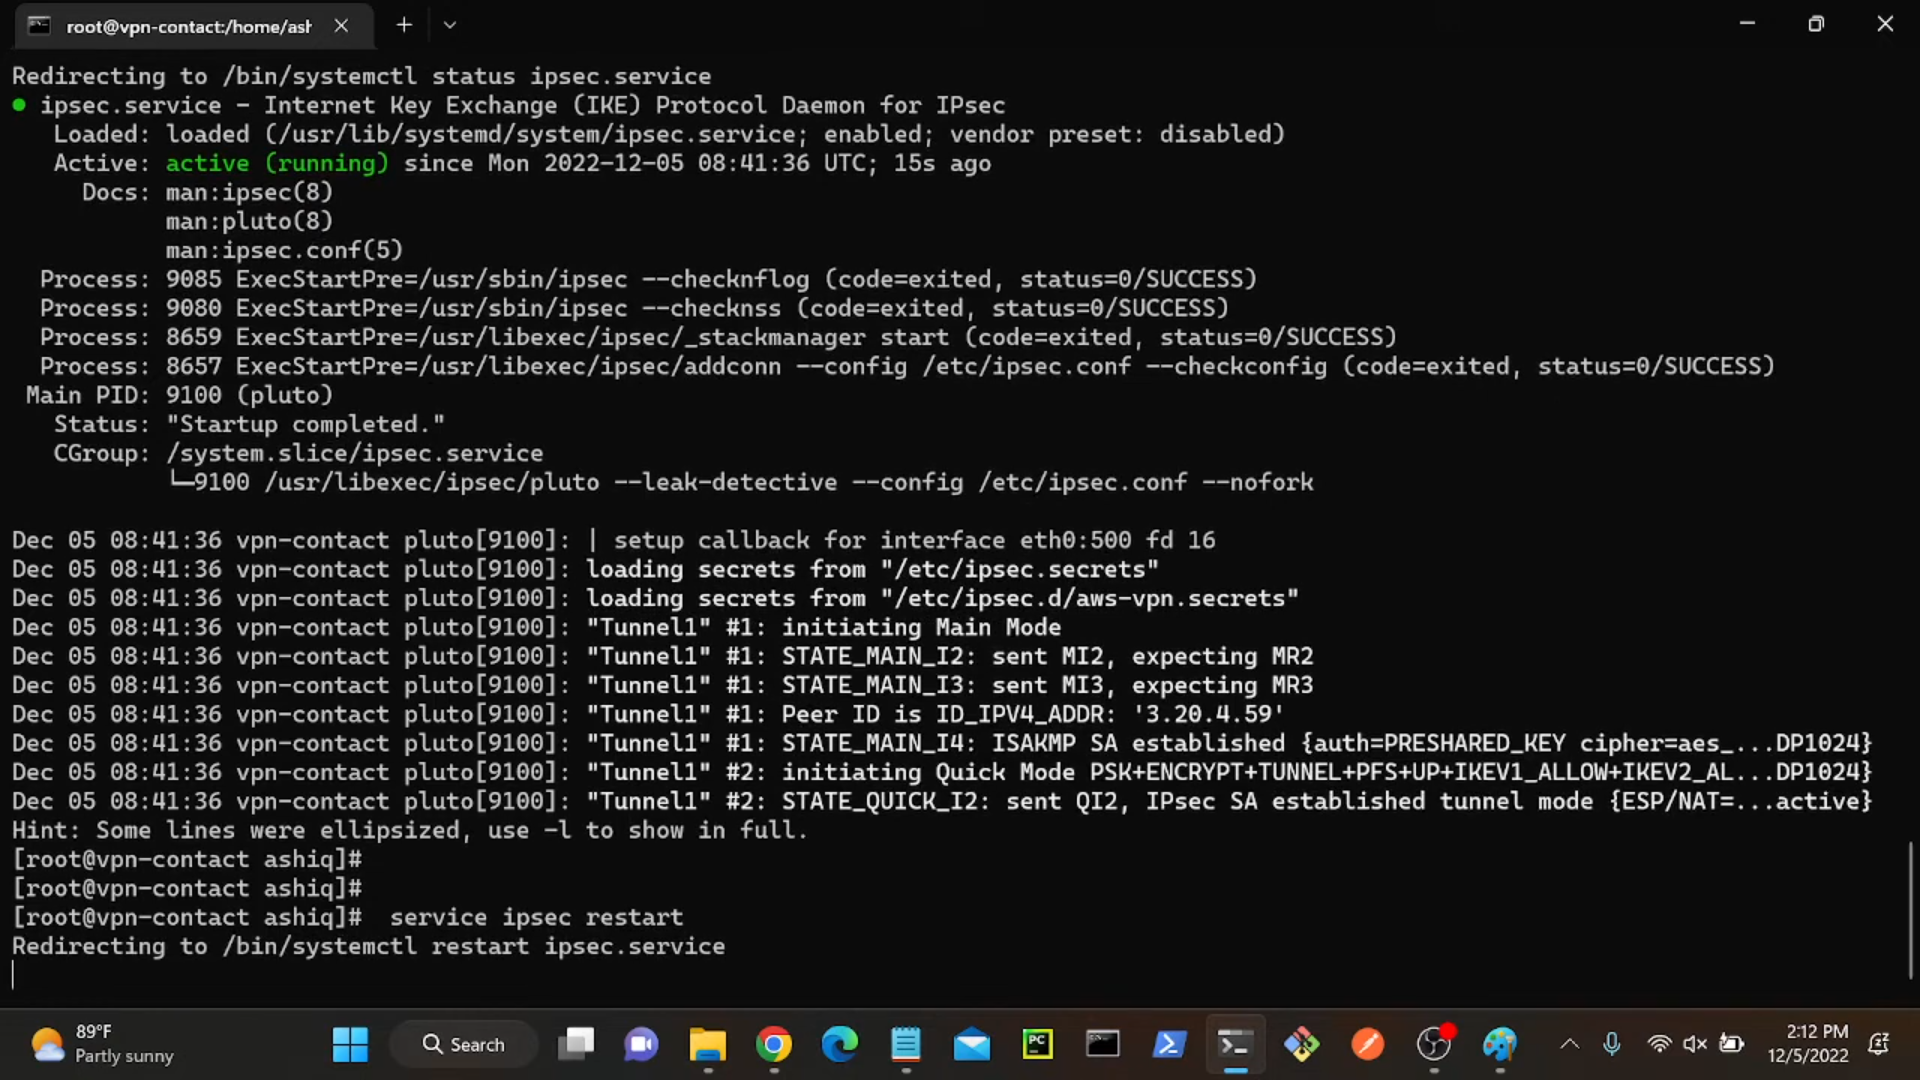 root@vpn-contact:/home/ash
Redirecting to /bin/systemctl status ipsec.service
● ipsec.service - Internet Key Exchange (IKE) Protocol Daemon for IPsec
Loaded: loaded (/usr/lib/systemd/system/ipsec.service; enabled; vendor preset: disabled)
Active: active (running) since Mon 2022-12-05 08:41:36 UTC; 15s ago
Docs: man:ipsec(8)
man:pluto(8)
man:ipsec.conf(5)
Process: 9085 ExecStartPre=/usr/sbin/ipsec --checknflog (code=exited, status=0/SUCCESS)
Process: 9080 ExecStartPre=/usr/sbin/ipsec --checknss (code=exited, status=0/SUCCESS)
Process: 8659 ExecStartPre=/usr/libexec/ipsec/_stackmanager start (code=exited, status=0/SUCCESS)
Process: 8657 ExecStartPre=/usr/libexec/ipsec/addconn --config /etc/ipsec.conf --checkconfig (code=exited, status=0/SUCCESS)
Main PID: 9100 (pluto)
Status: "Startup completed."
CGroup: /system.slice/ipsec.service
└─9100 /usr/libexec/ipsec/pluto --leak-detective --config /etc/ipsec.conf --nofork
Dec 05 08:41:36 vpn-contact pluto[9100]: | setup callback for interface eth0:500 fd 16
Dec 05 08:41:36 vpn-contact pluto[9100]: loading secrets from "/etc/ipsec.secrets"
Dec 05 08:41:36 vpn-contact pluto[9100]: loading secrets from "/etc/ipsec.d/aws-vpn.secrets"
Dec 05 08:41:36 vpn-contact pluto[9100]: "Tunnel1" #1: initiating Main Mode
Dec 05 08:41:36 vpn-contact pluto[9100]: "Tunnel1" #1: STATE_MAIN_I2: sent MI2, expecting MR2
Dec 05 08:41:36 vpn-contact pluto[9100]: "Tunnel1" #1: STATE_MAIN_I3: sent MI3, expecting MR3
Dec 05 08:41:36 vpn-contact pluto[9100]: "Tunnel1" #1: Peer ID is ID_IPV4_ADDR: '3.20.4.59'
Dec 05 08:41:36 vpn-contact pluto[9100]: "Tunnel1" #1: STATE_MAIN_I4: ISAKMP SA established {auth=PRESHARED_KEY cipher=aes_...DP1024}
Dec 05 08:41:36 vpn-contact pluto[9100]: "Tunnel1" #2: initiating Quick Mode PSK+ENCRYPT+TUNNEL+PFS+UP+IKEV1_ALLOW+IKEV2_AL...DP1024}
Dec 05 08:41:36 vpn-contact pluto[9100]: "Tunnel1" #2: STATE_QUICK_I2: sent QI2, IPsec SA established tunnel mode {ESP/NAT=...active}
Hint: Some lines were ellipsized, use -l to show in full.
[root@vpn-contact ashiq]#
[root@vpn-contact ashiq]#
[root@vpn-contact ashiq]#  service ipsec restart
Redirecting to /bin/systemctl restart ipsec.service
89°F
Partly sunny
Search
PC
2:12 PM
12/5/2022